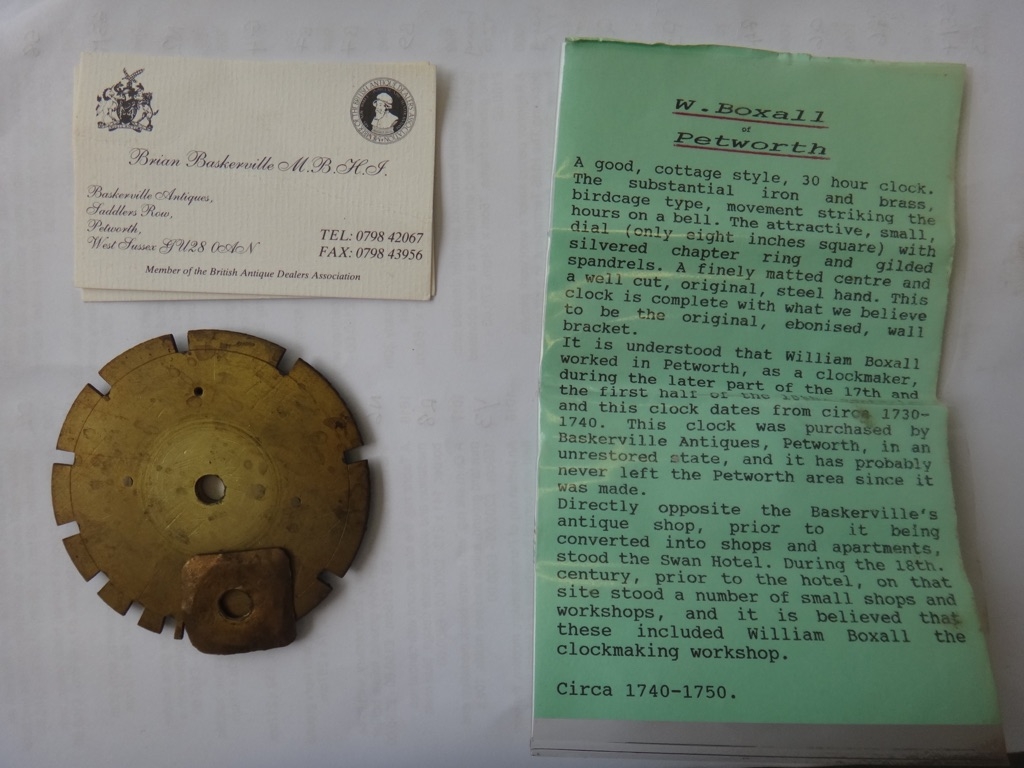 Brian Baskerville M.B.H.I.
Baskerville Antiques,
Saddlers Row,
Petworth,
West Sussex GU28 0AN
TEL: 0798 42067
FAX: 0798 43956
Member of the British Antique Dealers Association
W. Boxall
of
Petworth
A good, cottage style, 30 hour clock.
The substantial iron and brass,
birdcage type, movement striking the
hours on a bell. The attractive, small,
dial (only eight inches square) with
silvered chapter ring and gilded
spandrels. A finely matted centre and
a well cut, original, steel hand. This
clock is complete with what we believe
to be the original, ebonised, wall
bracket.
It is understood that William Boxall
worked in Petworth, as a clockmaker,
during the later part of the 17th and
the first half of the
and this clock dates from circa 1730-
1740. This clock was purchased by
Baskerville Antiques, Petworth, in an
unrestored state, and it has probably
never left the Petworth area since it
was made.
Directly opposite the Baskerville's
antique shop, prior to it being
converted into shops and apartments,
stood the Swan Hotel. During the 18th.
century, prior to the hotel, on that
site stood a number of small shops and
workshops, and it is believed that
these included William Boxall the
clockmaking workshop.
Circa 1740-1750.